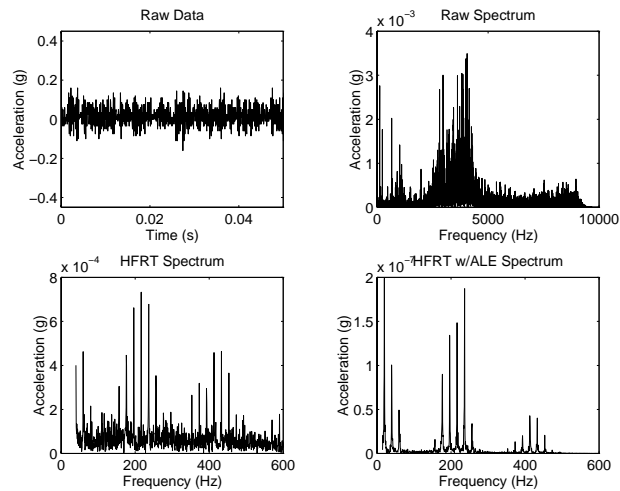 Raw Data
0.4
0.2
0
−0.2
−0.4
Acceleration (g)
0 0.02 0.04
Time (s)
Raw Spectrum
x 10⁻³
4
3
2
1
0
Acceleration (g)
0 5000 10000
Frequency (Hz)
HFRT Spectrum
x 10⁻⁴
8
6
4
2
0
Acceleration (g)
0 200 400 600
Frequency (Hz)
HFRT w/ALE Spectrum
x 10⁻⁷
2
1.5
1
0.5
0
Acceleration (g)
0 200 400 600
Frequency (Hz)